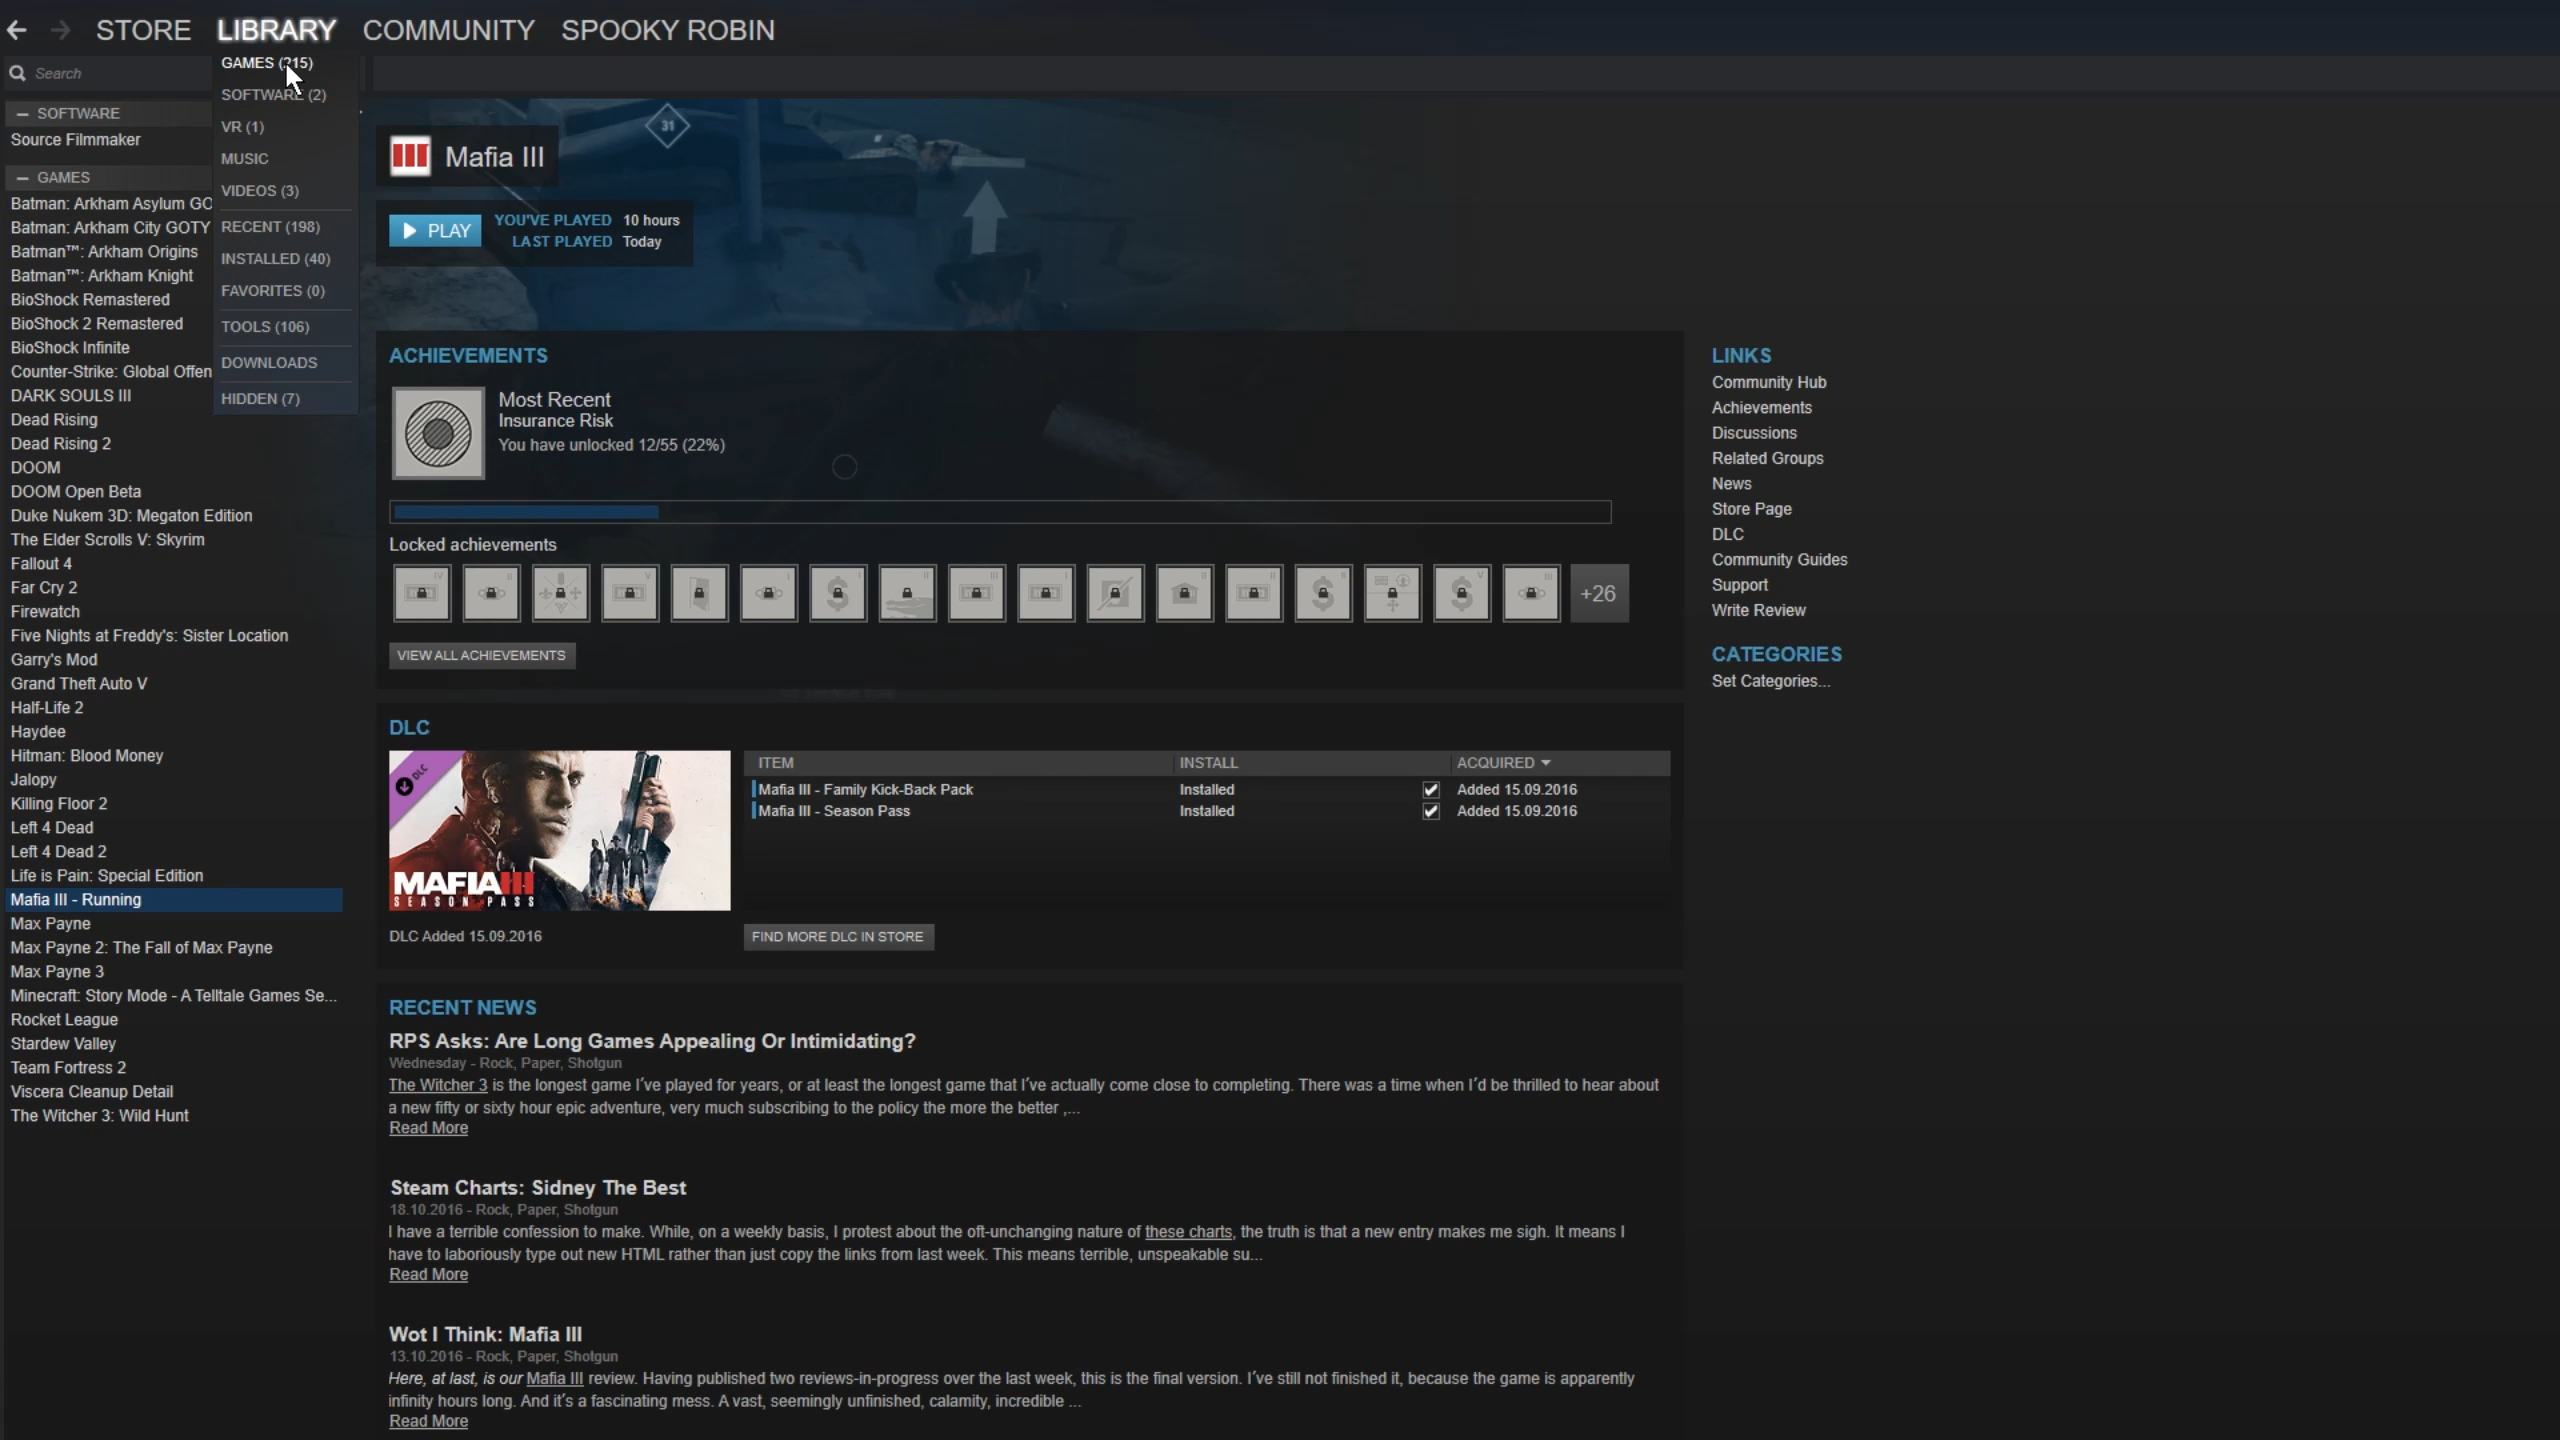 STORE LIBRARY COMMUNITY SPOOKY ROBIN
Search
GAMES (215)
SOFTWARE (2)
VR (1)
MUSIC
VIDEOS (3)
RECENT (198)
INSTALLED (40)
FAVORITES (0)
TOOLS (106)
DOWNLOADS
HIDDEN (7)
SOFTWARE
Source Filmmaker
GAMES
Batman: Arkham Asylum GO
Batman: Arkham City GOTY
Batman™: Arkham Origins
Batman™: Arkham Knight
BioShock Remastered
BioShock 2 Remastered
BioShock Infinite
Counter-Strike: Global Offen
DARK SOULS III
Dead Rising
Dead Rising 2
DOOM
DOOM Open Beta
Duke Nukem 3D: Megaton Edition
The Elder Scrolls V: Skyrim
Fallout 4
Far Cry 2
Firewatch
Five Nights at Freddy's: Sister Location
Garry's Mod
Grand Theft Auto V
Half-Life 2
Haydee
Hitman: Blood Money
Jalopy
Killing Floor 2
Left 4 Dead
Left 4 Dead 2
Life is Pain: Special Edition
Mafia III - Running
Max Payne
Max Payne 2: The Fall of Max Payne
Max Payne 3
Minecraft: Story Mode - A Telltale Games Se...
Rocket League
Stardew Valley
Team Fortress 2
Viscera Cleanup Detail
The Witcher 3: Wild Hunt
31
Mafia III
PLAY
YOU'VE PLAYED 10 hours
LAST PLAYED Today
ACHIEVEMENTS
Most Recent
Insurance Risk
You have unlocked 12/55 (22%)
Locked achievements
+26
VIEW ALL ACHIEVEMENTS
DLC
DLC
MAFIA III
SEASON PASS
DLC Added 15.09.2016
ITEM INSTALL ACQUIRED
Mafia III - Family Kick-Back Pack Installed Added 15.09.2016
Mafia III - Season Pass Installed Added 15.09.2016
FIND MORE DLC IN STORE
RECENT NEWS
RPS Asks: Are Long Games Appealing Or Intimidating?
Wednesday - Rock, Paper, Shotgun
The Witcher 3 is the longest game I've played for years, or at least the longest game that I've actually come close to completing. There was a time when I'd be thrilled to hear about
a new fifty or sixty hour epic adventure, very much subscribing to the policy the more the better ,...
Read More
Steam Charts: Sidney The Best
18.10.2016 - Rock, Paper, Shotgun
I have a terrible confession to make. While, on a weekly basis, I protest about the oft-unchanging nature of these charts, the truth is that a new entry makes me sigh. It means I
have to laboriously type out new HTML rather than just copy the links from last week. This means terrible, unspeakable su...
Read More
Wot I Think: Mafia III
13.10.2016 - Rock, Paper, Shotgun
Here, at last, is our Mafia III review. Having published two reviews-in-progress over the last week, this is the final version. I've still not finished it, because the game is apparently
infinity hours long. And it's a fascinating mess. A vast, seemingly unfinished, calamity, incredible ...
Read More
LINKS
Community Hub
Achievements
Discussions
Related Groups
News
Store Page
DLC
Community Guides
Support
Write Review
CATEGORIES
Set Categories...